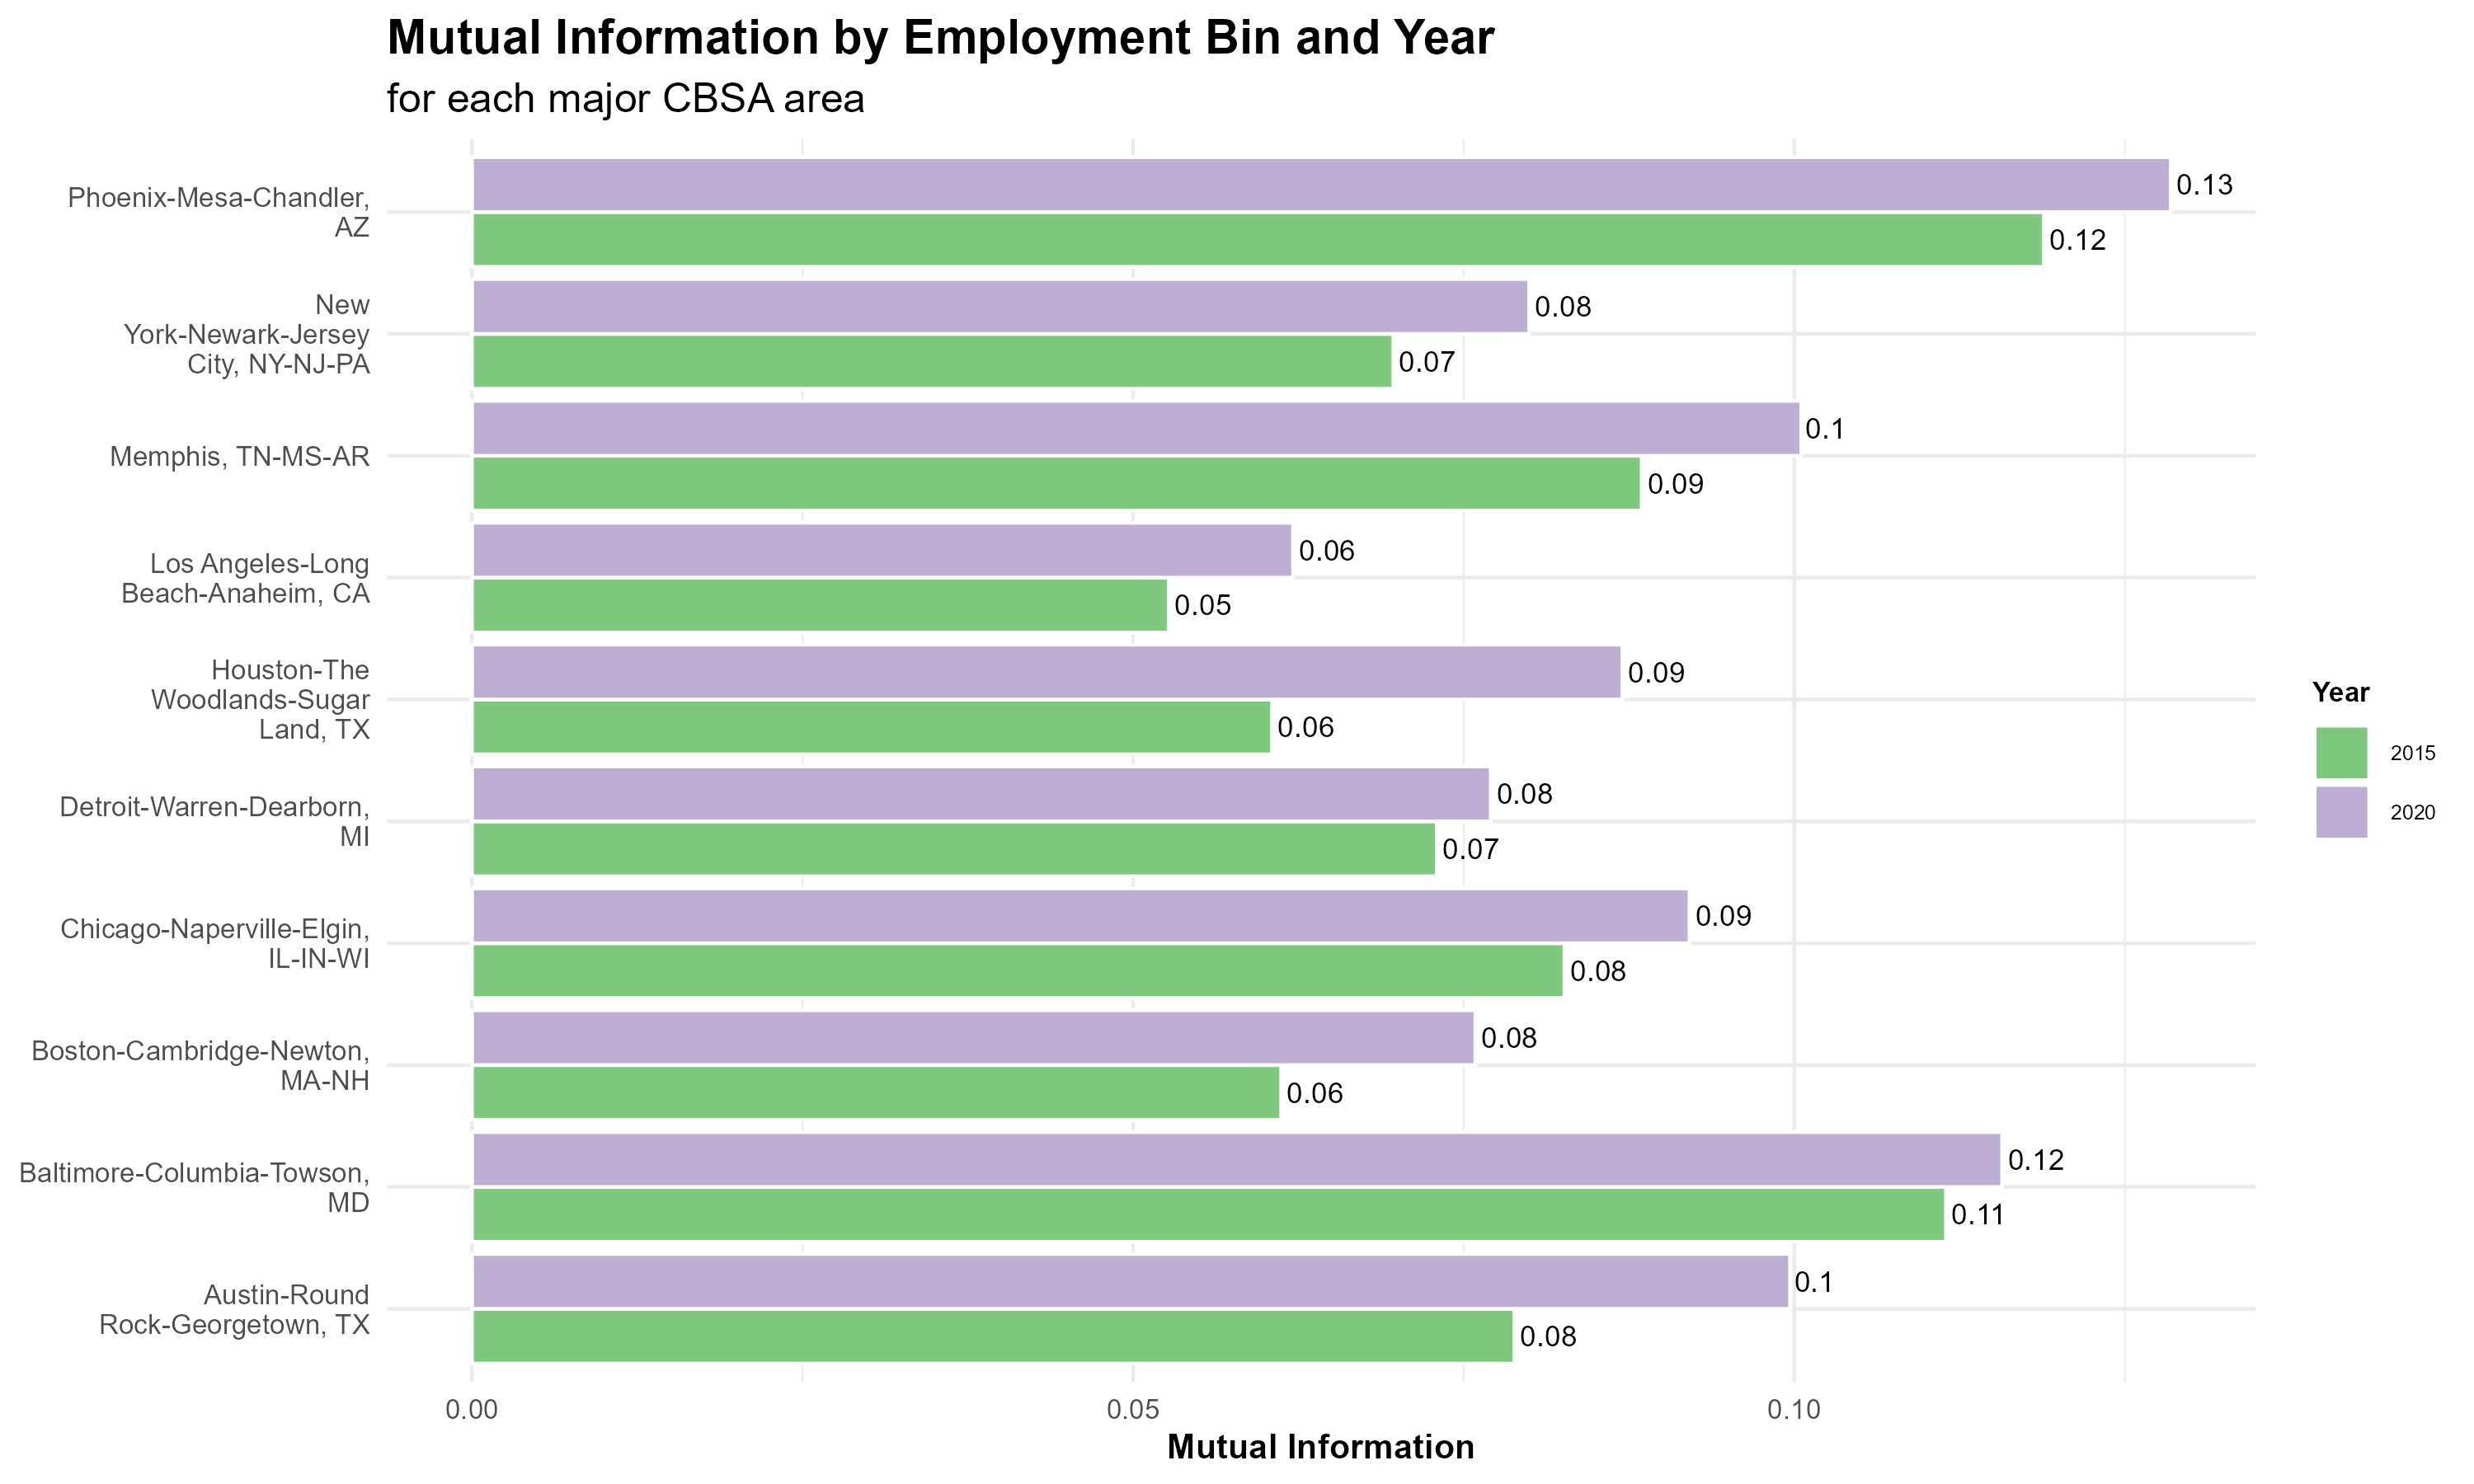 Mutual Information by Employment Bin and Year
for each major CBSA area
Phoenix-Mesa-Chandler,
AZ
0.13
0.12
New
York-Newark-Jersey
City, NY-NJ-PA
0.08
0.07
Memphis, TN-MS-AR
0.1
0.09
Los Angeles-Long
Beach-Anaheim, CA
0.06
0.05
Houston-The
Woodlands-Sugar
Land, TX
0.09
0.06
Detroit-Warren-Dearborn,
MI
0.08
0.07
Chicago-Naperville-Elgin,
IL-IN-WI
0.09
0.08
Boston-Cambridge-Newton,
MA-NH
0.08
0.06
Baltimore-Columbia-Towson,
MD
0.12
0.11
Austin-Round
Rock-Georgetown, TX
0.1
0.08
0.00 0.05 0.10
Mutual Information
Year
2015
2020